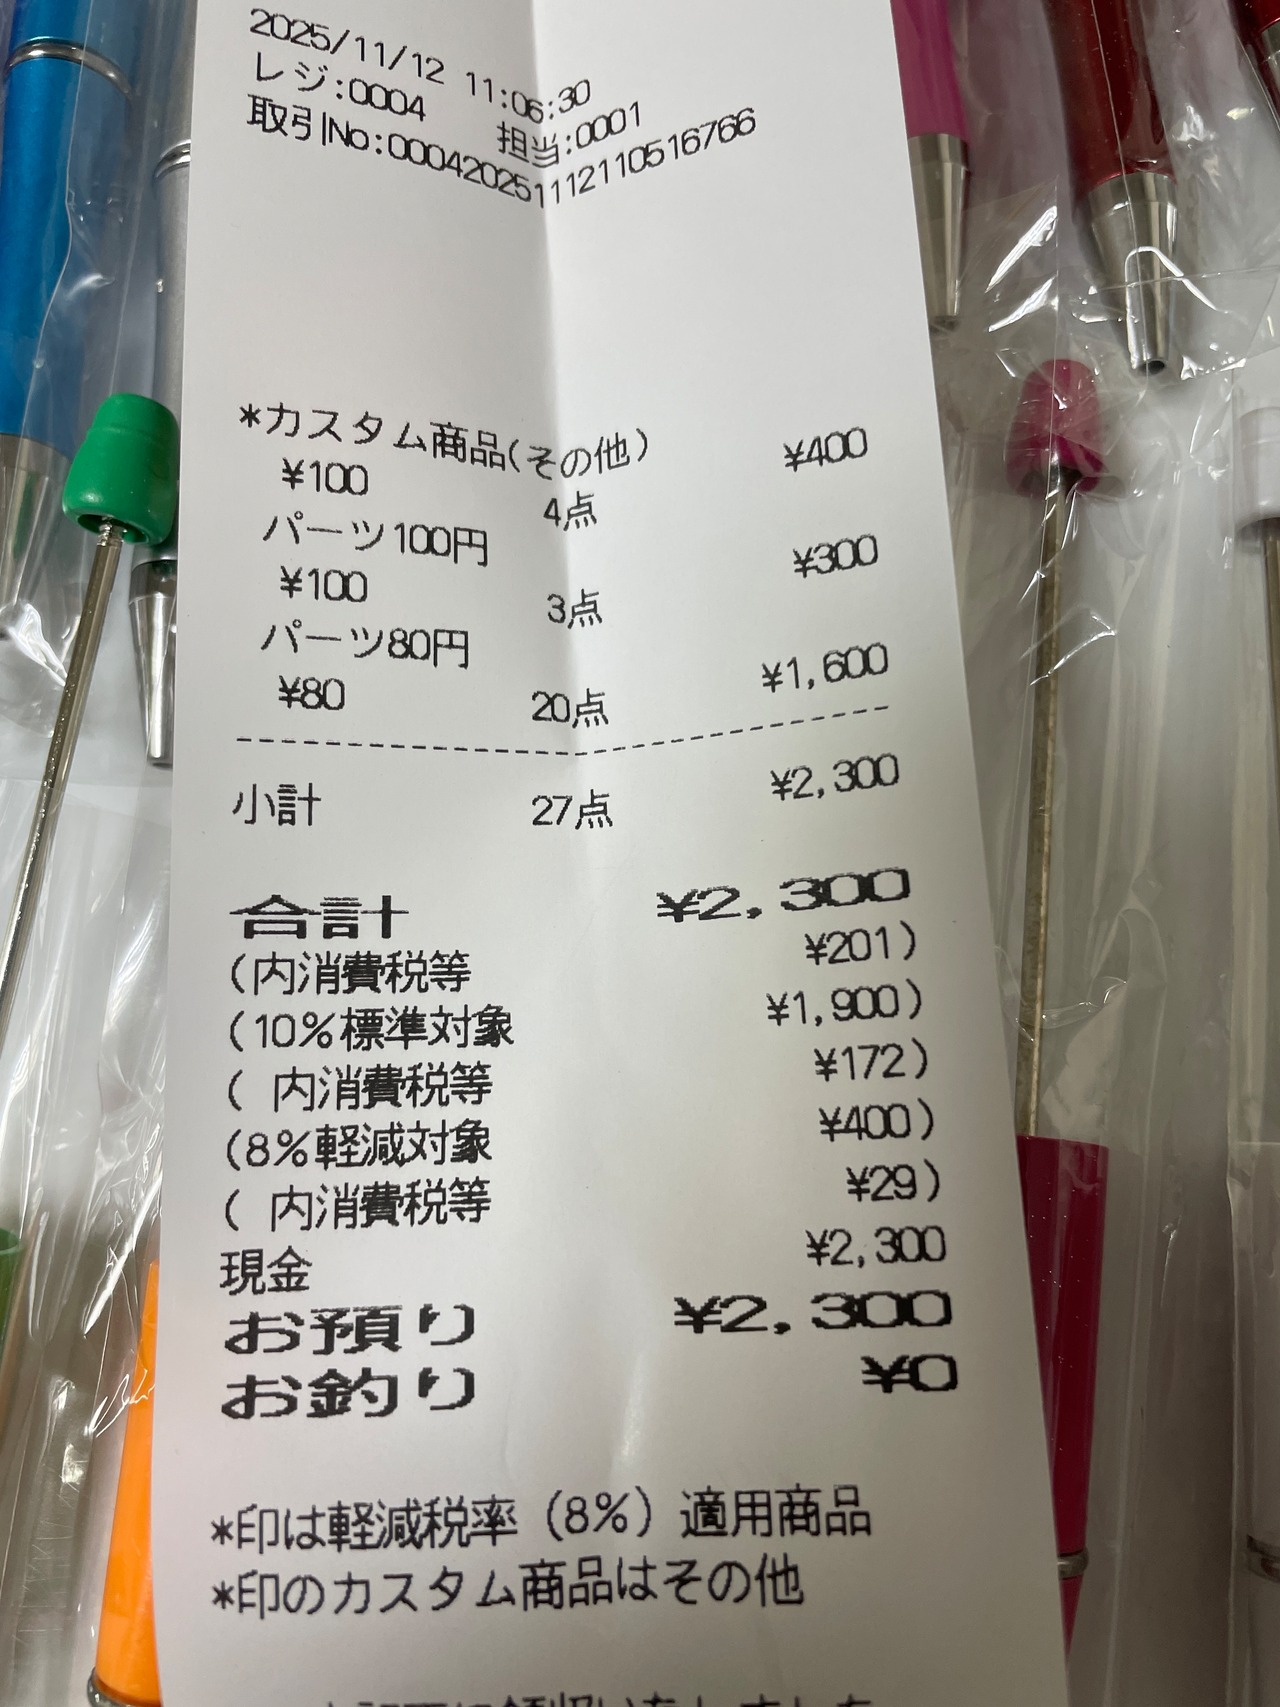 2025/11/12 11:06:30
レジ:0004 担当:0001
取引No:00042025111211051​6766
*カスタム商品(その他) ¥400
¥100 4点
パーツ100円 ¥300
¥100 3点
パーツ80円 ¥1,600
¥80 20点
小計 27点 ¥2,300
合計 ¥2,300
(内消費税等 ¥201)
(10%標準対象 ¥1,900)
( 内消費税等 ¥172)
(8%軽減対象 ¥400)
( 内消費税等 ¥29)
現金 ¥2,300
お預り ¥2,300
お釣り ¥0
*印は軽減税率(8%)適用商品
*印のカスタム商品はその他